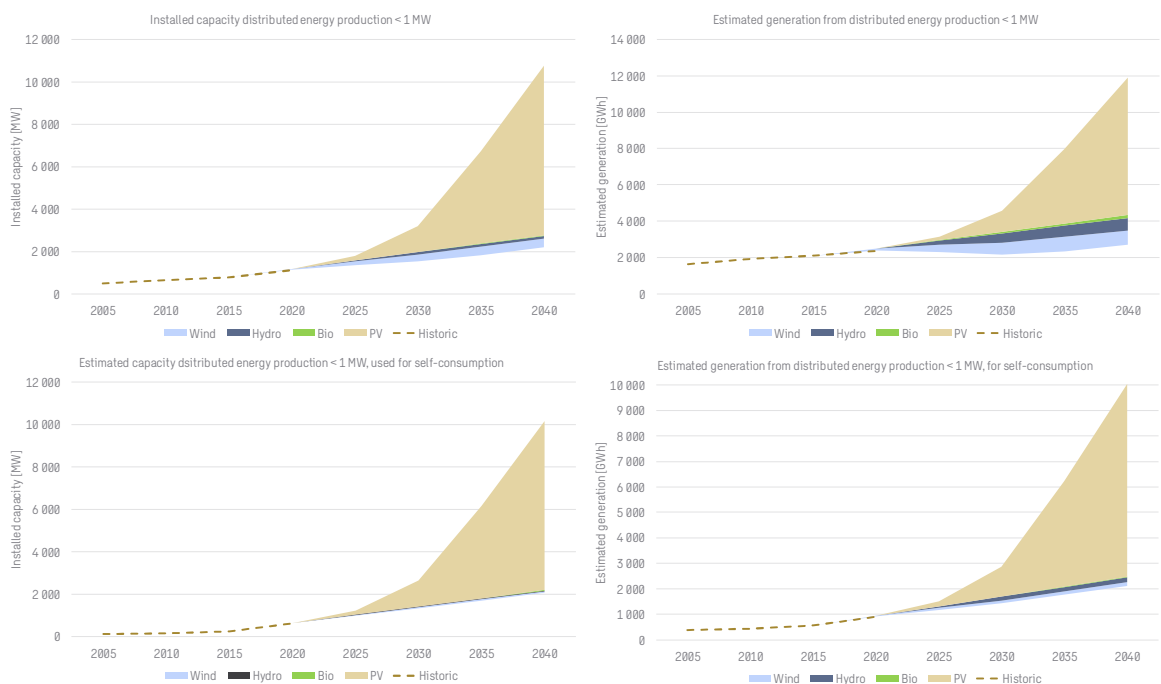 Installed capacity distributed energy production < 1 MW
Installed capacity [MW]
12 000
10 000
8 000
6 000
4 000
2 000
0
2005 2010 2015 2020 2025 2030 2035 2040
Wind Hydro Bio PV Historic
Estimated generation from distributed energy production < 1 MW
Estimated generation [GWh]
14 000
12 000
10 000
8 000
6 000
4 000
2 000
0
2005 2010 2015 2020 2025 2030 2035 2040
Wind Hydro Bio PV Historic
Estimated capacity dsitributed energy production < 1 MW, used for self-consumption
Installed capacity [MW]
12 000
10 000
8 000
6 000
4 000
2 000
0
2005 2010 2015 2020 2025 2030 2035 2040
Wind Hydro Bio PV Historic
Estimated generation from distributed energy production < 1 MW, for self-consumption
Estimated generation [GWh]
10 000
9 000
8 000
7 000
6 000
5 000
4 000
3 000
2 000
1 000
0
2005 2010 2015 2020 2025 2030 2035 2040
Wind Hydro Bio PV Historic